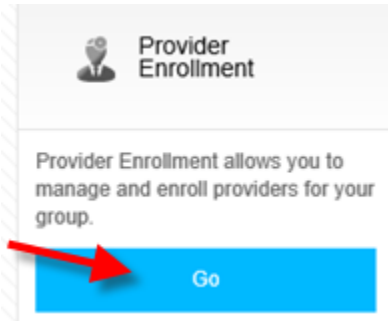 Provider
Enrollment
Provider Enrollment allows you to
manage and enroll providers for your
group.
Go